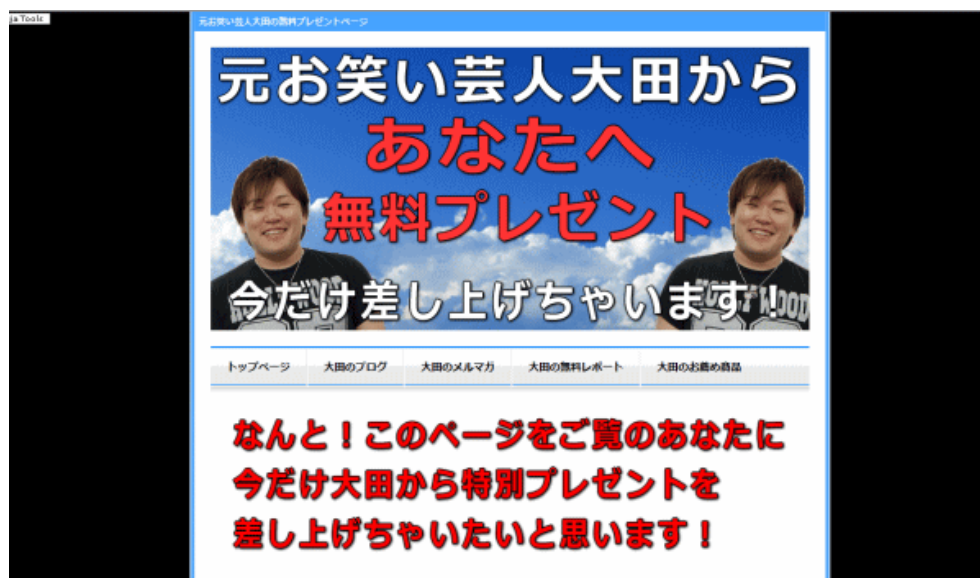 ja Tools
元お笑い芸人大田の無料プレゼントページ
元お笑い芸人大田から
あなたへ
無料プレゼント
今だけ差し上げちゃいます!
トップページ 大田のブログ 大田のメルマガ 大田の無料レポート 大田のお薦め商品
なんと!このページをご覧のあなたに
今だけ大田から特別プレゼントを
差し上げちゃいたいと思います!